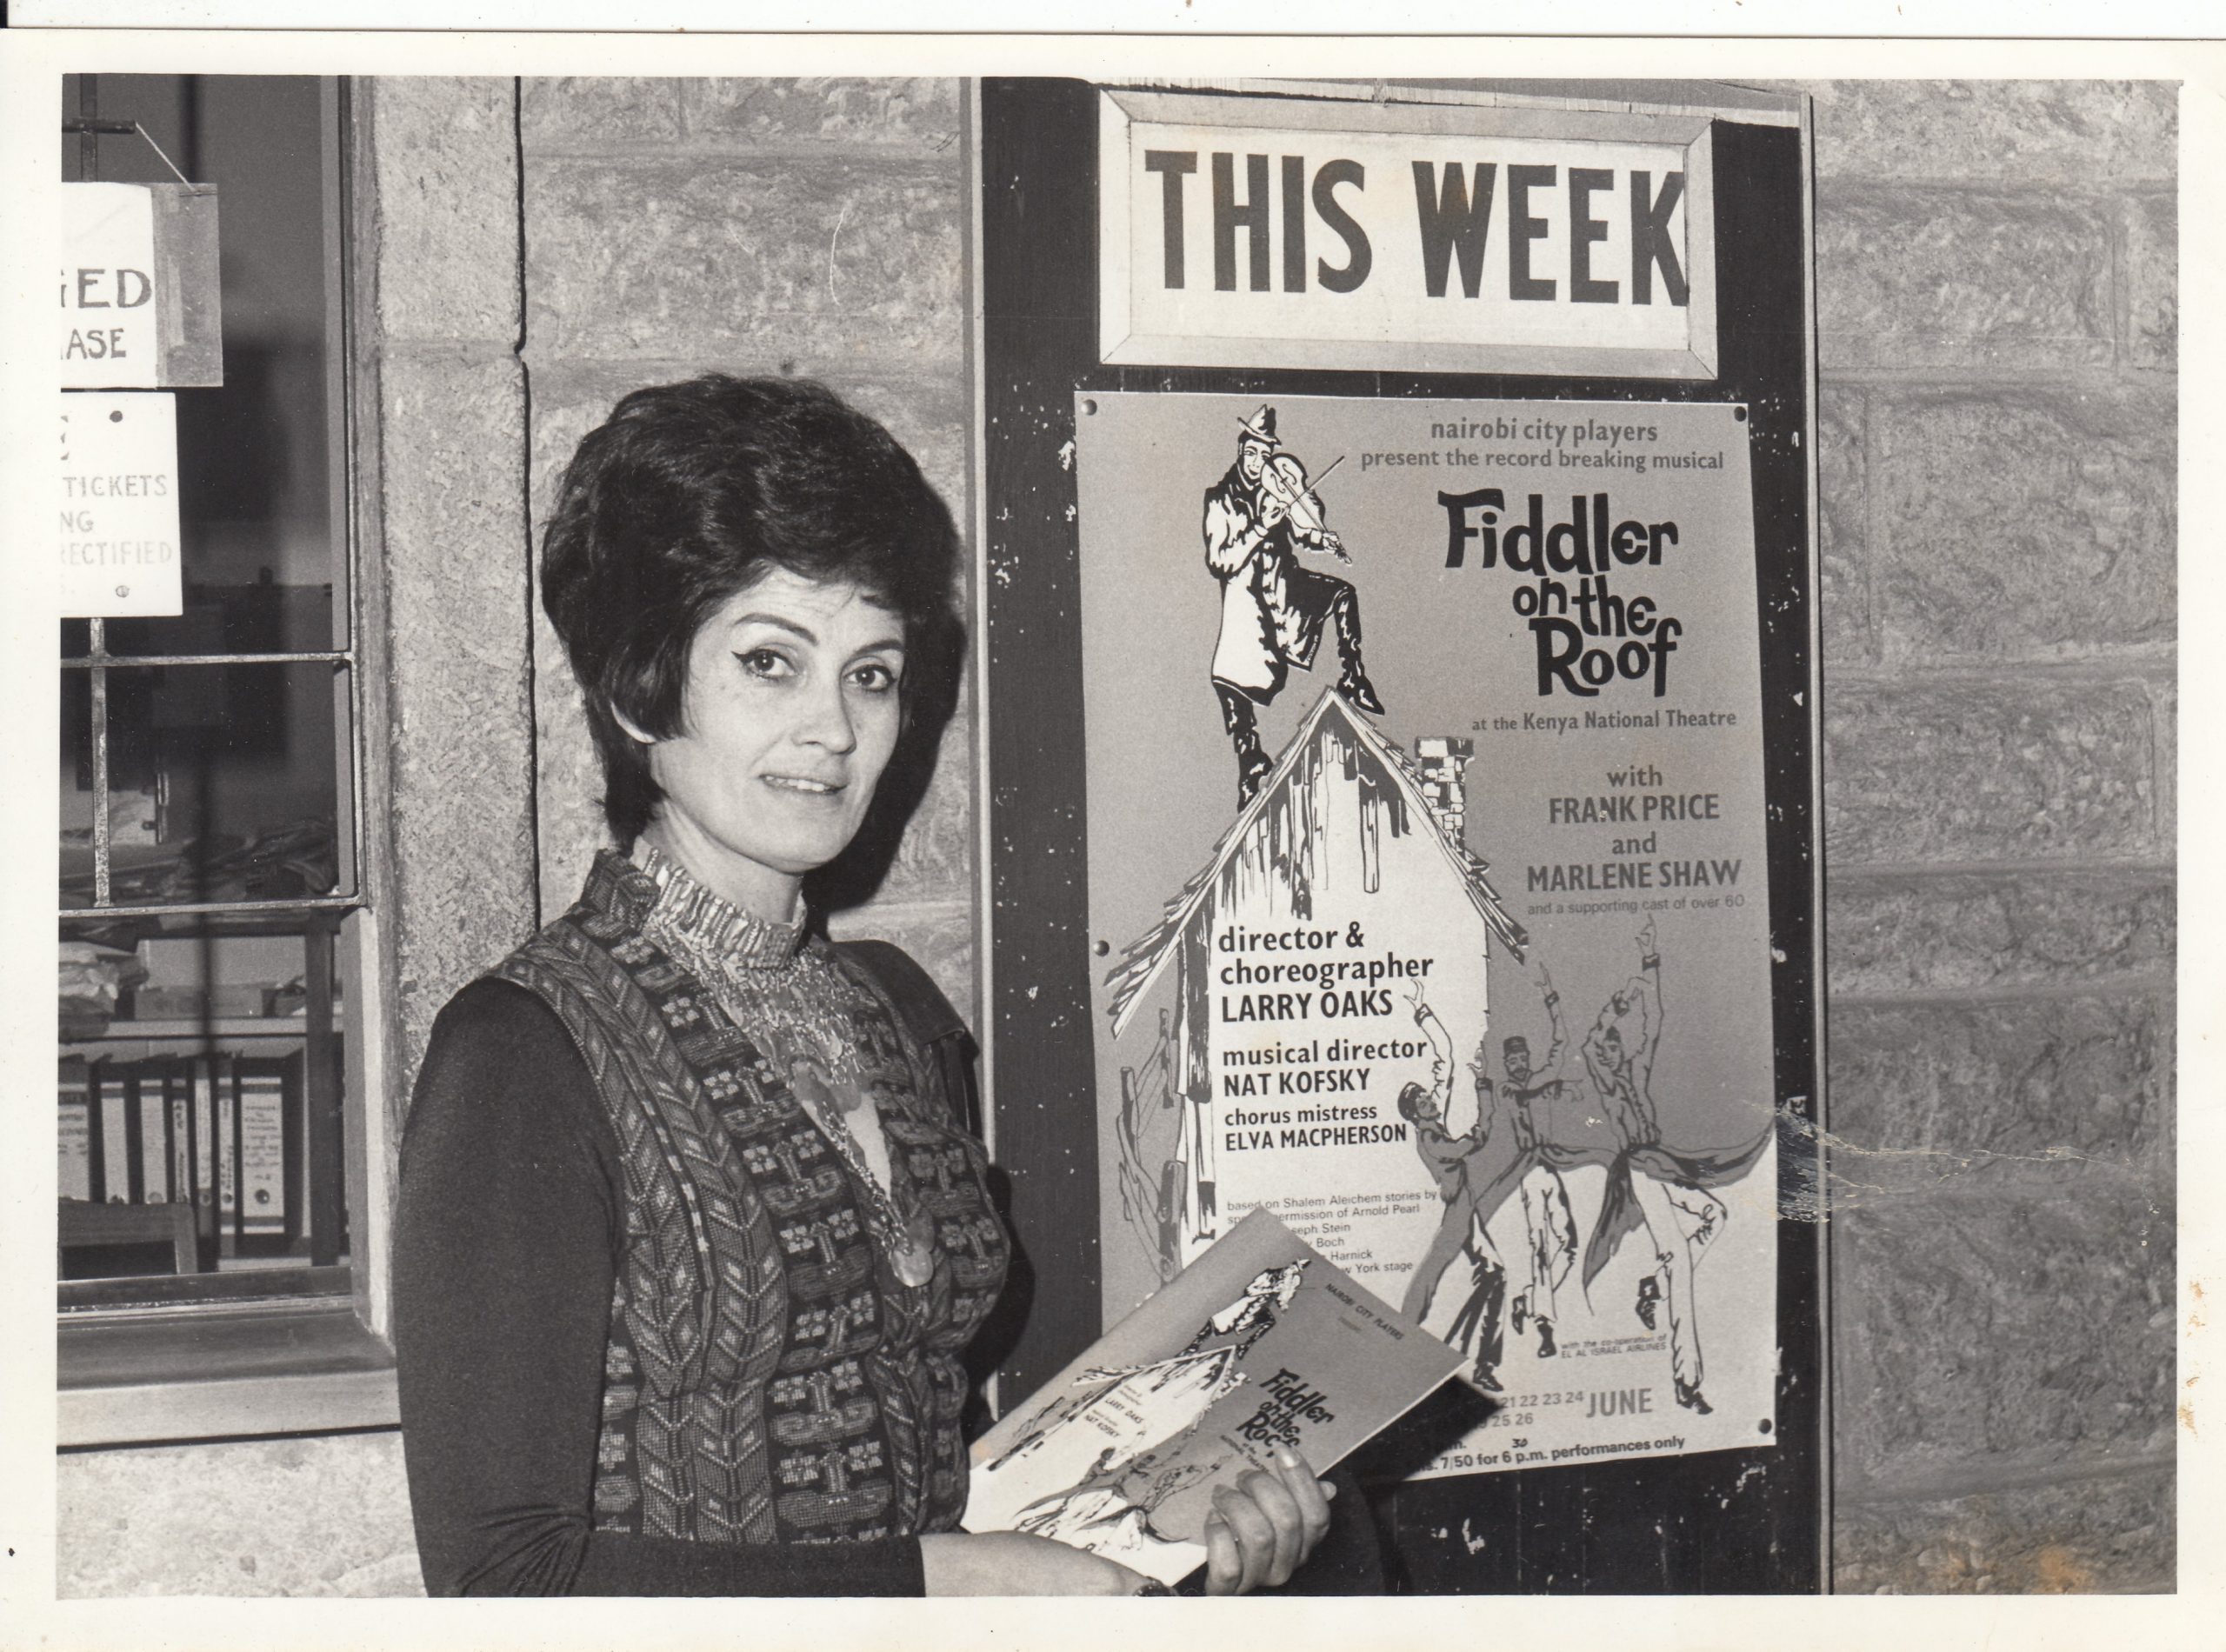 GED
ASE
TICKETS
NG
RECTIFIED
THIS WEEK
nairobi city players
present the record breaking musical
Fiddler
on the
Roof
at the Kenya National Theatre
with
FRANK PRICE
and
MARLENE SHAW
and a supporting cast of over 60
director &
choreographer
LARRY OAKS
musical director
NAT KOFSKY
chorus mistress
ELVA MACPHERSON
based on Shalem Aleichem stories by
permission of Arnold Pearl
seph Stein
Boch
Harnick
York stage
with the co-operation of
EL AL ISRAEL AIRLINES
21 22 23 24 JUNE
25 26
30
7/50 for 6 p.m. performances only
NAIROBI CITY PLAYERS
Fiddler
on the
Roof
LARRY OAKS
NAT KOFSKY